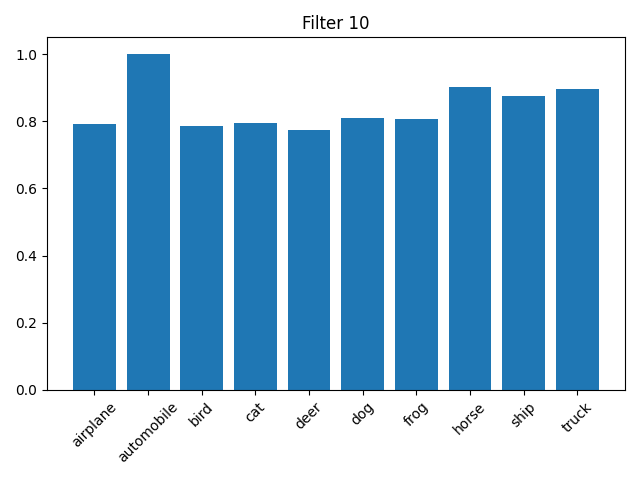 Filter 10
1.0
0.8
0.6
0.4
0.2
0.0
airplane
automobile
bird
cat
deer
dog
frog
horse
ship
truck